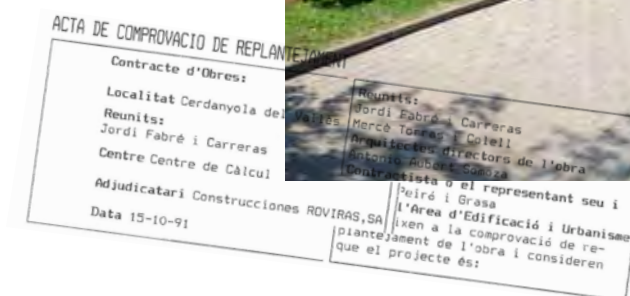 ACTA DE COMPROVACIO DE REPLANTEJAMENT
Contracte d'Obres:
Localitat Cerdanyola del Vallès
Reunits:
Jordi Fabré i Carreras
Centre Centre de Càlcul
Adjudicatari Construcciones ROVIRAS,SA
Data 15-10-91
Reunits:
Jordi Fabré i Carreras
Mercè Torras i Cotell
Arquitectes directors de l'obra
Antonio Aubert
Contractista o el representant seu i
Peiró i Grasa
l'Area d'Edificació i Urbanisme
ixen a la comprovació de re-
plantejament de l'obra i consideren
que el projecte és: